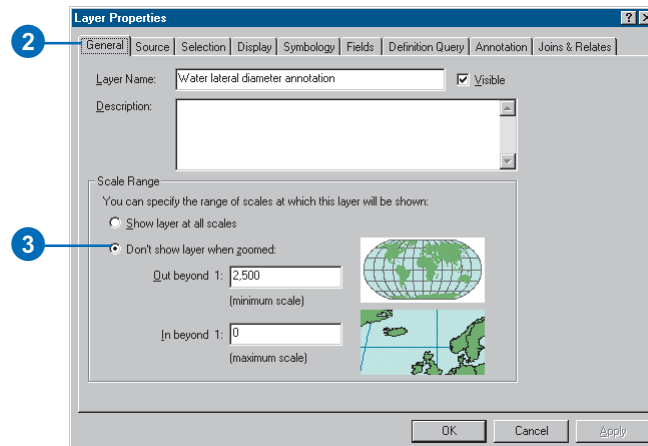 Layer Properties
? X
2
General Source Selection Display Symbology Fields Definition Query Annotation Joins & Relates
Layer Name: Water lateral diameter annotation Visible
Description:
Scale Range
You can specify the range of scales at which this layer will be shown:
Show layer at all scales
3
Don't show layer when zoomed:
Out beyond 1: 2,500
(minimum scale)
In beyond 1: 0
(maximum scale)
OK Cancel Apply